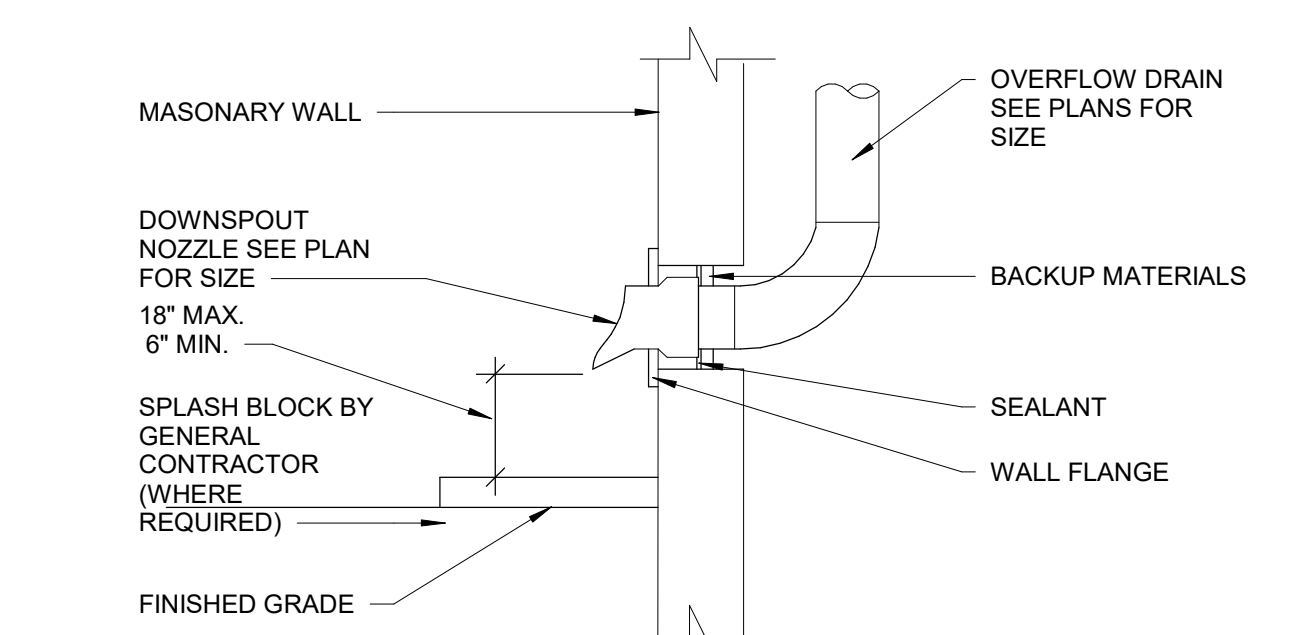 MASONARY WALL
DOWNSPOUT
NOZZLE SEE PLAN
FOR SIZE
18" MAX.
6" MIN.
SPLASH BLOCK BY
GENERAL
CONTRACTOR
(WHERE
REQUIRED)
FINISHED GRADE
OVERFLOW DRAIN
SEE PLANS FOR
SIZE
BACKUP MATERIALS
SEALANT
WALL FLANGE